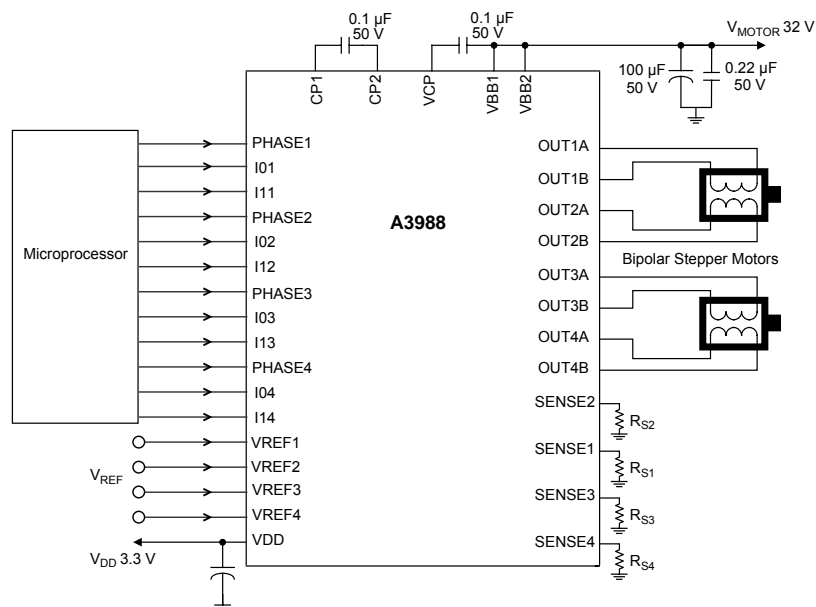 0.1 µF
50 V
0.1 µF
50 V
VMOTOR 32 V
100 µF
50 V
0.22 µF
50 V
CP1
CP2
VCP
VBB1
VBB2
Microprocessor
PHASE1
I01
I11
PHASE2
I02
I12
PHASE3
I03
I13
PHASE4
I04
I14
VREF1
VREF2
VREF3
VREF4
VDD
VREF
VDD 3.3 V
A3988
OUT1A
OUT1B
OUT2A
OUT2B
Bipolar Stepper Motors
OUT3A
OUT3B
OUT4A
OUT4B
SENSE2
RS2
SENSE1
RS1
SENSE3
RS3
SENSE4
RS4